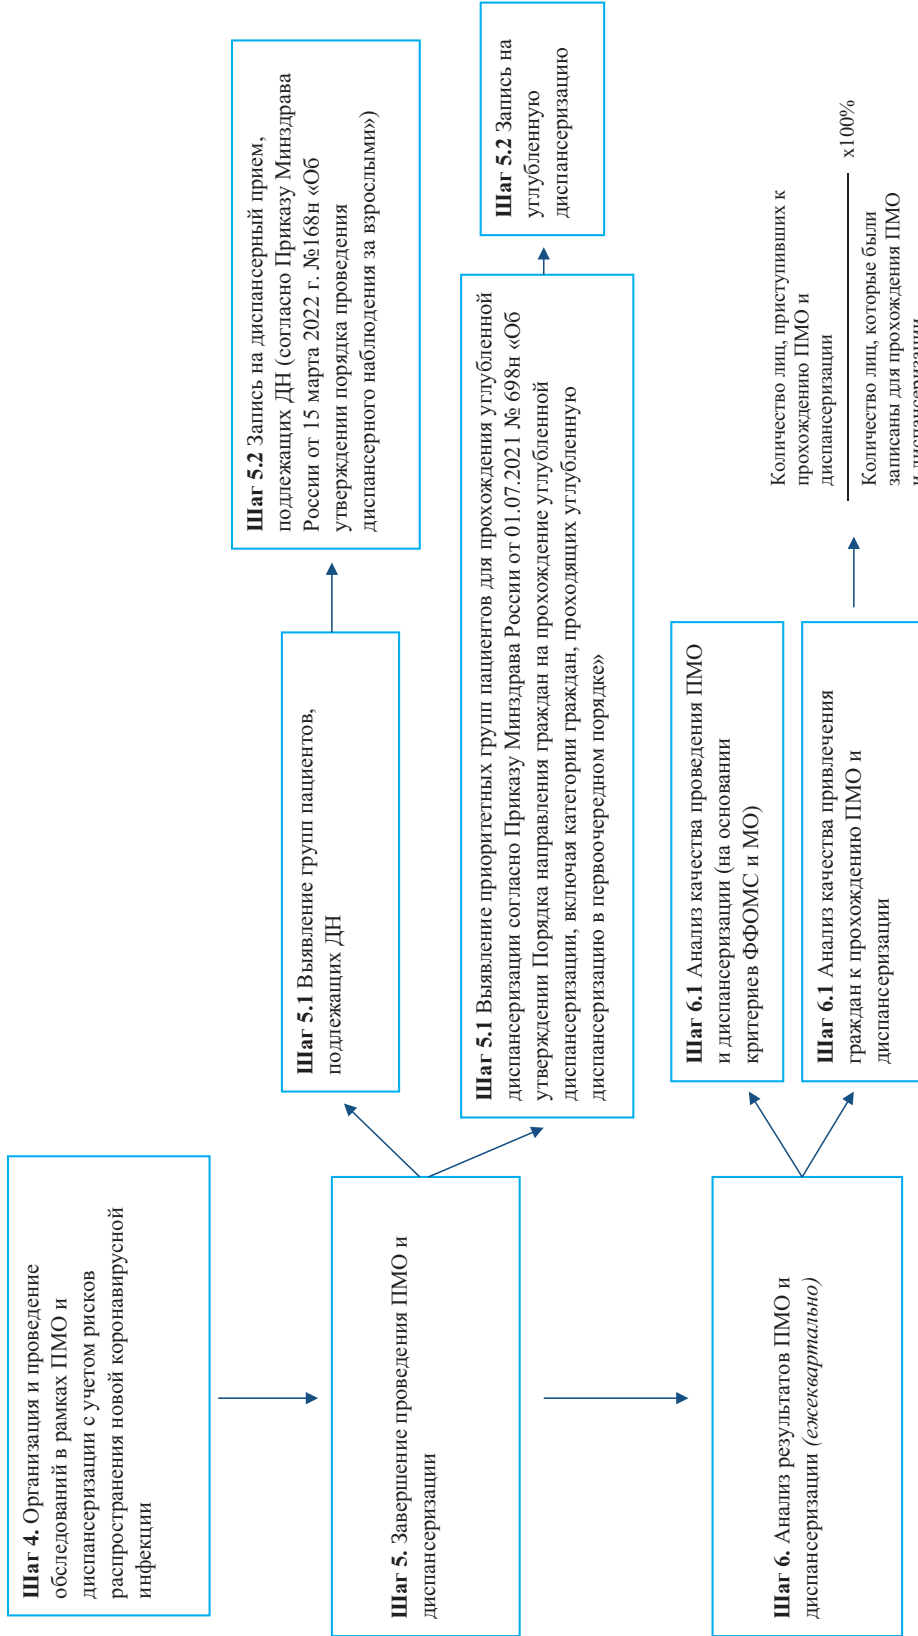 Шаг 4. Организация и проведение
обследований в рамках ПМО и
диспансеризации с учетом рисков
распространения новой коронавирусной
инфекции
Шаг 5. Завершение проведения ПМО и
диспансеризации
Шаг 5.1 Выявление групп пациентов,
подлежащих ДН
Шаг 5.2 Запись на диспансерный прием,
подлежащих ДН (согласно Приказу Минздрава
России от 15 марта 2022 г. №168н «Об
утверждении порядка проведения
диспансерного наблюдения за взрослыми»)
Шаг 5.1 Выявление приоритетных групп пациентов для прохождения углубленной
диспансеризации согласно Приказу Минздрава России от 01.07.2021 № 698н «Об
утверждении Порядка направления граждан на прохождение углубленной
диспансеризации, включая категории граждан, проходящих углубленную
диспансеризацию в первоочередном порядке»
Шаг 5.2 Запись на
углубленную
диспансеризацию
Шаг 6. Анализ результатов ПМО и
диспансеризации (ежеквартально)
Шаг 6.1 Анализ качества проведения ПМО
и диспансеризации (на основании
критериев ФФОМС и МО)
Шаг 6.1 Анализ качества привлечения
граждан к прохождению ПМО и
диспансеризации
Количество лиц, приступивших к
прохождению ПМО и
диспансеризации
х100%
Количество лиц, которые были
записаны для прохождения ПМО
и диспансеризации